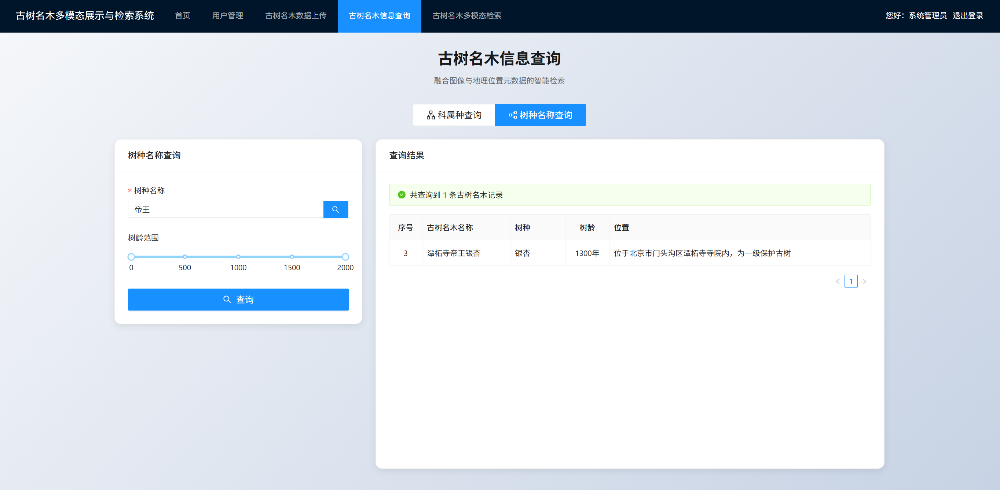 古树名木多模态展示与检索系统 首页 用户管理 古树名木数据上传 古树名木信息查询 古树名木多模态检索 您好：系统管理员 退出登录
古树名木信息查询
融合图像与地理位置元数据的智能检索
科属种查询 树种名称查询
树种名称查询
* 树种名称
帝王
树龄范围
0 500 1000 1500 2000
查询
查询结果
共查询到 1 条古树名木记录
序号 古树名木名称 树种 树龄 位置
3 潭柘寺帝王银杏 银杏 1300年 位于北京市门头沟区潭柘寺寺院内，为一级保护古树
1